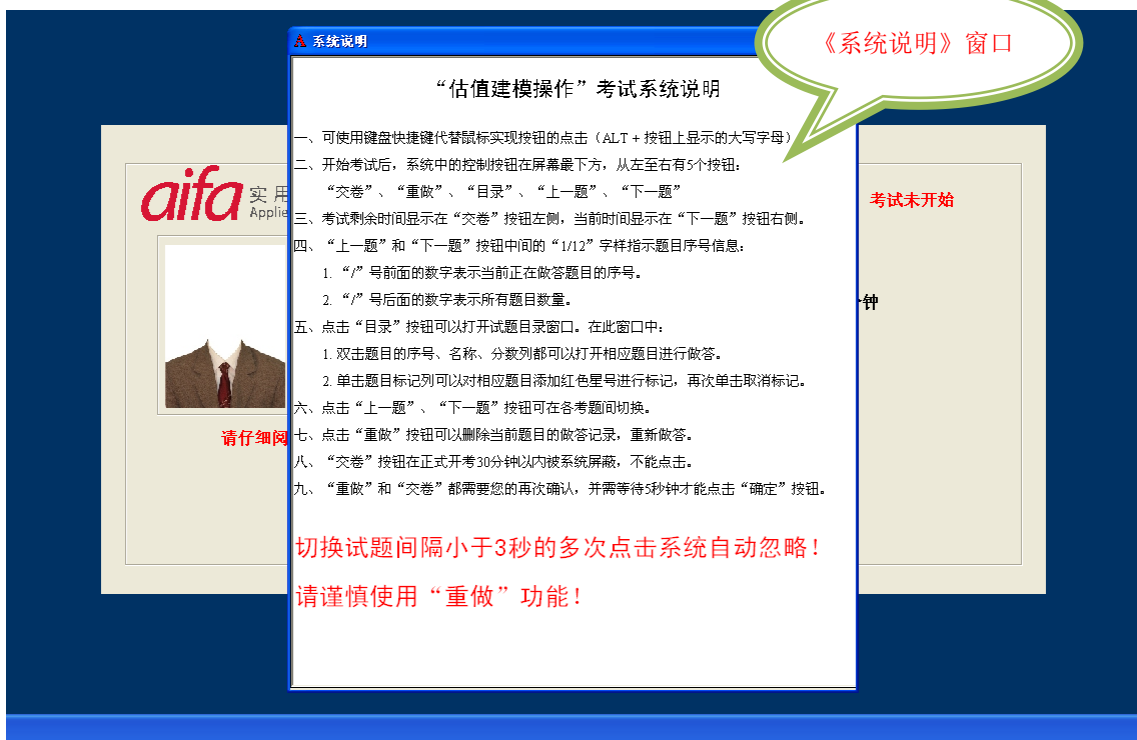 系统说明
《系统说明》窗口
“估值建模操作”考试系统说明
一、可使用键盘快捷键代替鼠标实现按钮的点击（ALT + 按钮上显示的大写字母）
二、开始考试后，系统中的控制按钮在屏幕最下方，从左至右有5个按钮：
“交卷”、“重做”、“目录”、“上一题”、“下一题”
三、考试剩余时间显示在“交卷”按钮左侧，当前时间显示在“下一题”按钮右侧。
四、“上一题”和“下一题”按钮中间的“1/12”字样指示题目序号信息：
1. “/”号前面的数字表示当前正在做答题目的序号。
2. “/”号后面的数字表示所有题目数量。
五、点击“目录”按钮可以打开试题目录窗口。在此窗口中：
1. 双击题目的序号、名称、分数列都可以打开相应题目进行做答。
2. 单击题目标记列可以对相应题目添加红色星号进行标记，再次单击取消标记。
六、点击“上一题”、“下一题”按钮可在各考题间切换。
七、点击“重做”按钮可以删除当前题目的做答记录，重新做答。
八、“交卷”按钮在正式开考30分钟以内被系统屏蔽，不能点击。
九、“重做”和“交卷”都需要您的再次确认，并需等待5秒钟才能点击“确定”按钮。
切换试题间隔小于3秒的多次点击系统自动忽略！
请谨慎使用“重做”功能！
aifa
实用
Applie
请仔细阅
考试未开始
钟